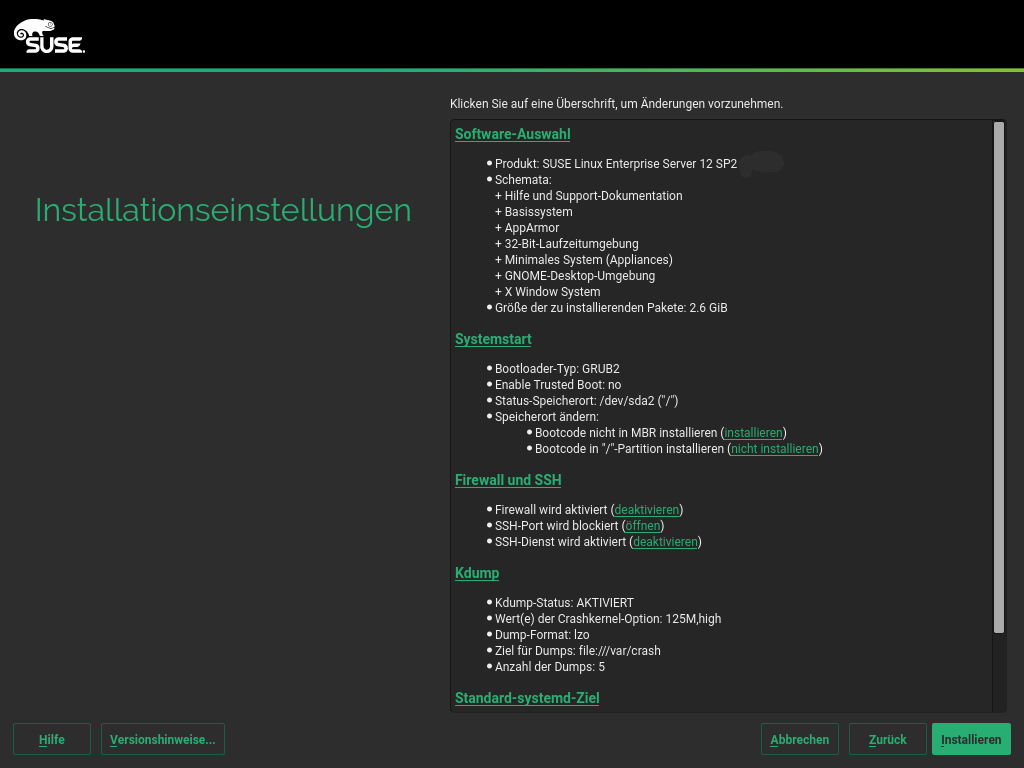 SUSE
Klicken Sie auf eine Überschrift, um Änderungen vorzunehmen.
Installationseinstellungen
Software-Auswahl
Produkt: SUSE Linux Enterprise Server 12 SP2
Schemata:
+ Hilfe und Support-Dokumentation
+ Basissystem
+ AppArmor
+ 32-Bit-Laufzeitumgebung
+ Minimales System (Appliances)
+ GNOME-Desktop-Umgebung
+ X Window System
Größe der zu installierenden Pakete: 2.6 GiB
Systemstart
Bootloader-Typ: GRUB2
Enable Trusted Boot: no
Status-Speicherort: /dev/sda2 ("/")
Speicherort ändern:
Bootcode nicht in MBR installieren (installieren)
Bootcode in "/"-Partition installieren (nicht installieren)
Firewall und SSH
Firewall wird aktiviert (deaktivieren)
SSH-Port wird blockiert (öffnen)
SSH-Dienst wird aktiviert (deaktivieren)
Kdump
Kdump-Status: AKTIVIERT
Wert(e) der Crashkernel-Option: 125M,high
Dump-Format: lzo
Ziel für Dumps: file:///var/crash
Anzahl der Dumps: 5
Standard-systemd-Ziel
Hilfe Versionshinweise... Abbrechen Zurück Installieren